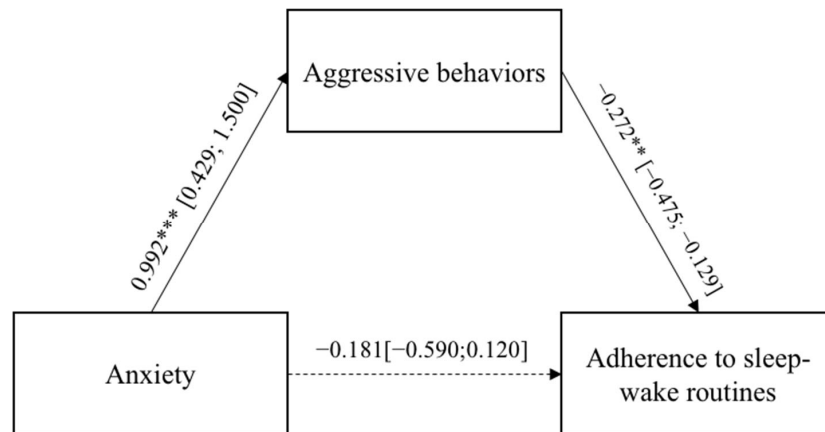 Aggressive behaviors
0.992*** [0.429; 1.500]
−0.272** [−0.475; −0.129]
−0.181[−0.590;0.120]
Anxiety
Adherence to sleep-
wake routines